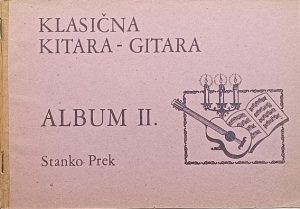 KLASIČNA
KITARA - GITARA
ALBUM II.
Stanko Prek